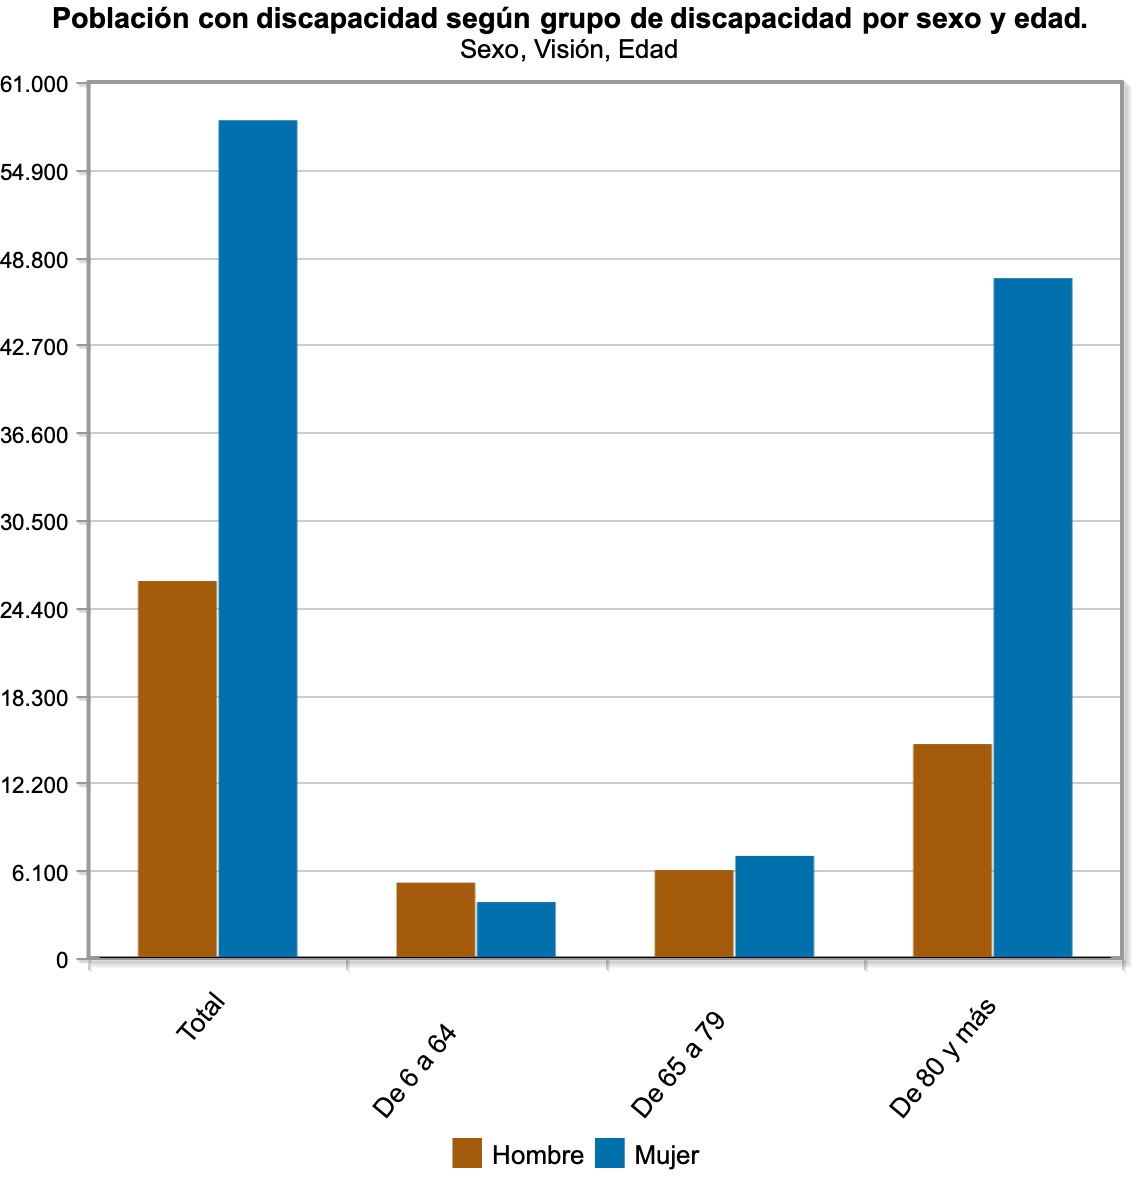 Población con discapacidad según grupo de discapacidad por sexo y edad.
Sexo, Visión, Edad
61.000
54.900
48.800
42.700
36.600
30.500
24.400
18.300
12.200
6.100
0
Total
De 6 a 64
De 65 a 79
De 80 y más
Hombre
Mujer